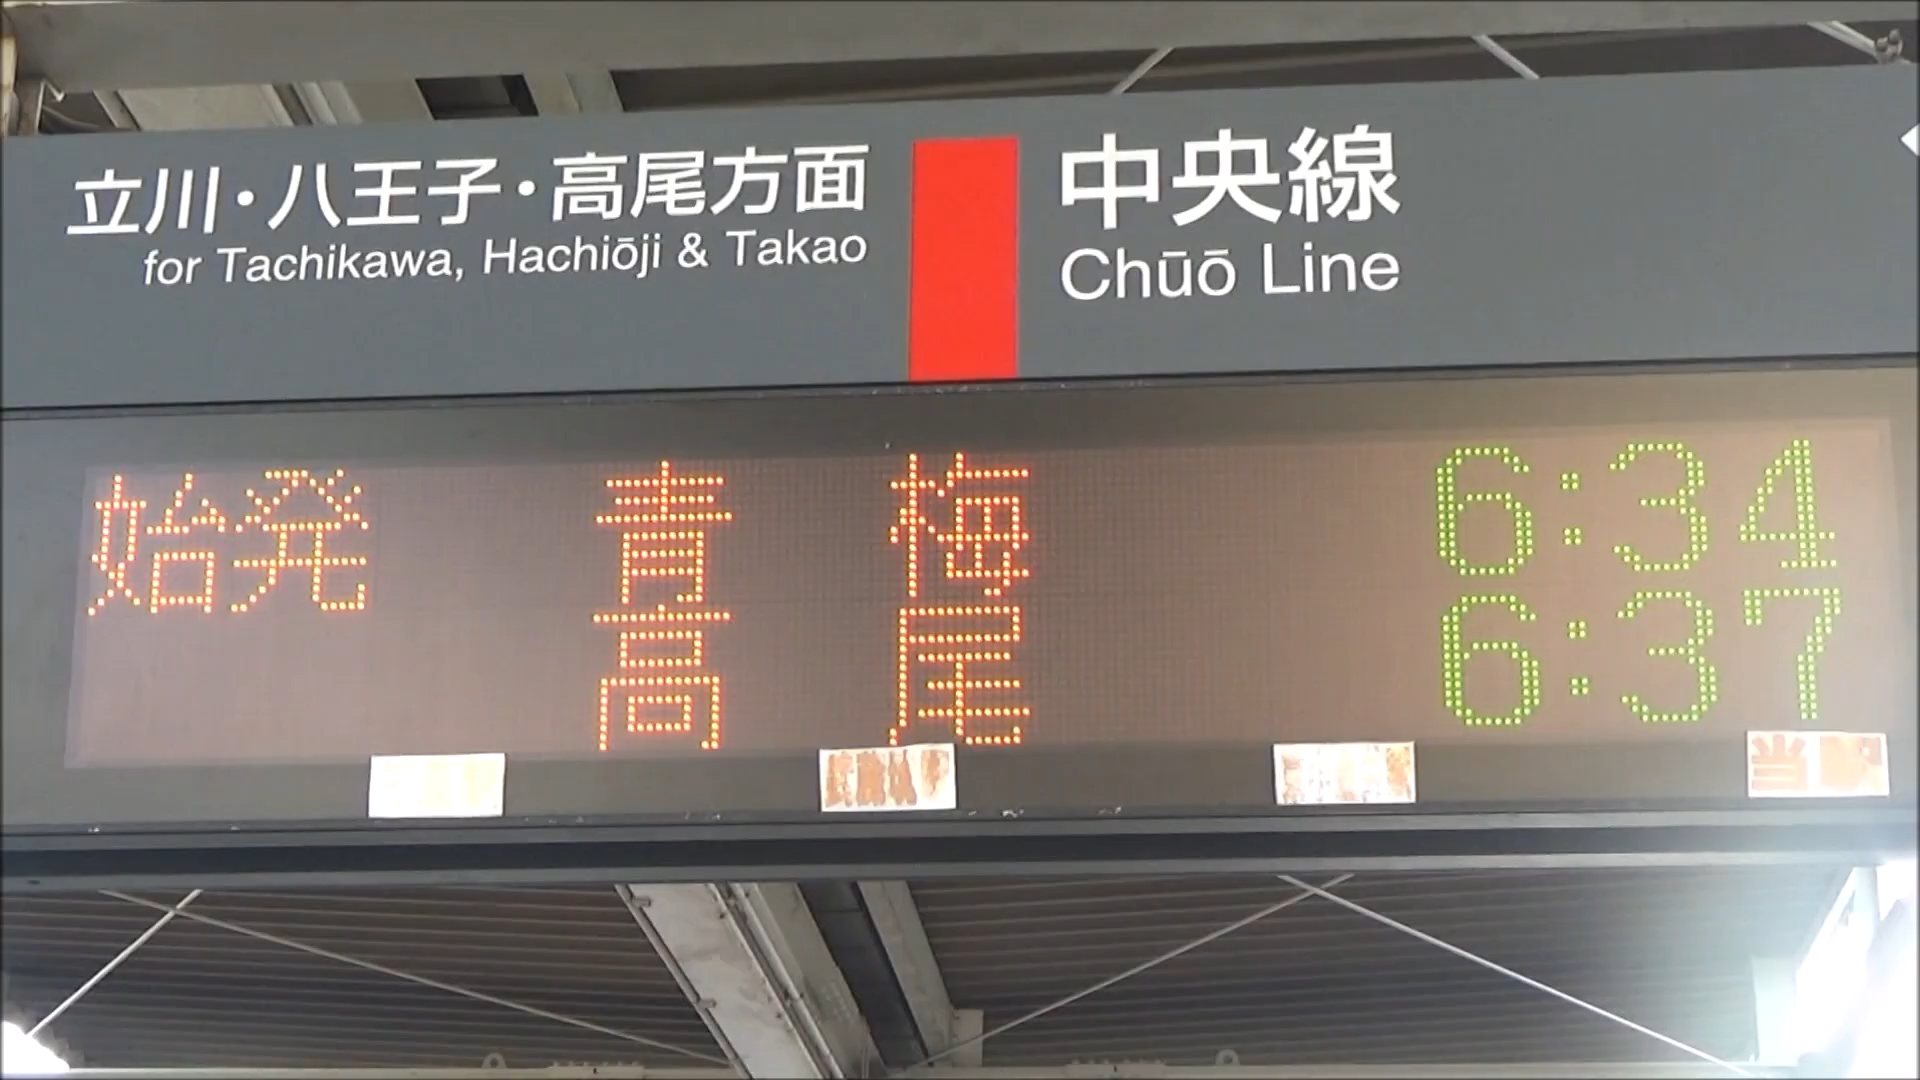 立川・八王子・高尾方面
for Tachikawa, Hachiōji & Takao
中央線
Chūō Line
始発 青梅 6:34
高尾 6:37
当駅